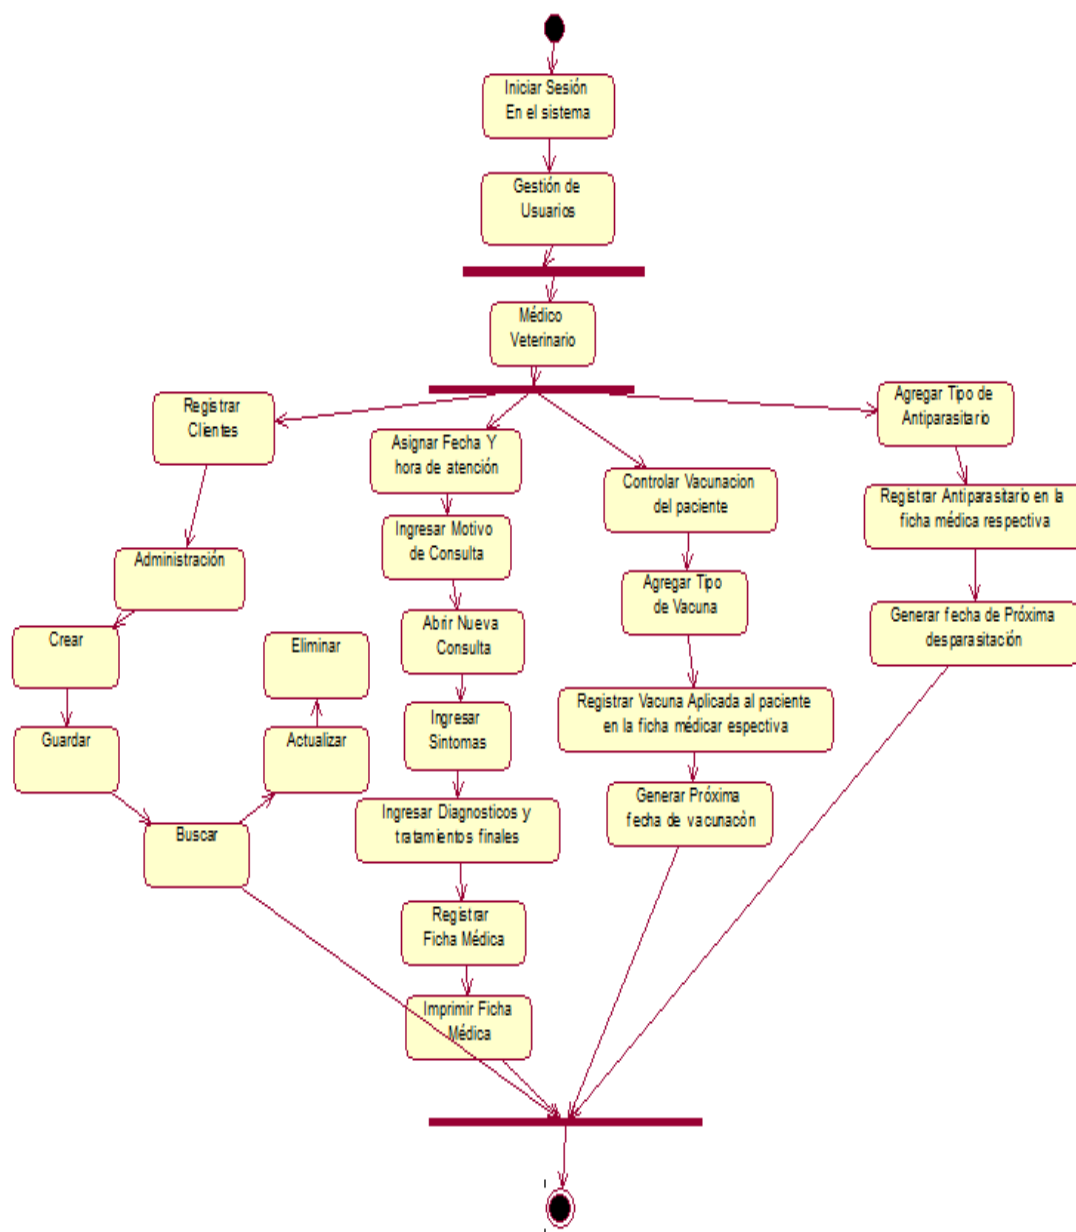 Iniciar Sesión
En el sistema
Gestión de
Usuarios
Médico
Veterinario
Registrar
Clientes
Administración
Crear
Guardar
Buscar
Actualizar
Eliminar
Asignar Fecha Y
hora de atención
Ingresar Motivo
de Consulta
Abrir Nueva
Consulta
Ingresar
Sintomas
Ingresar Diagnosticos y
tratamientos finales
Registrar
Ficha Médica
Imprimir Ficha
Médica
Controlar Vacunacion
del paciente
Agregar Tipo
de Vacuna
Registrar Vacuna Aplicada al paciente
en la ficha médicar espectiva
Generar Próxima
fecha de vacunacòn
Agregar Tipo de
Antiparasitario
Registrar Antiparasitario en la
ficha médica respectiva
Generar fecha de Próxima
desparasitación